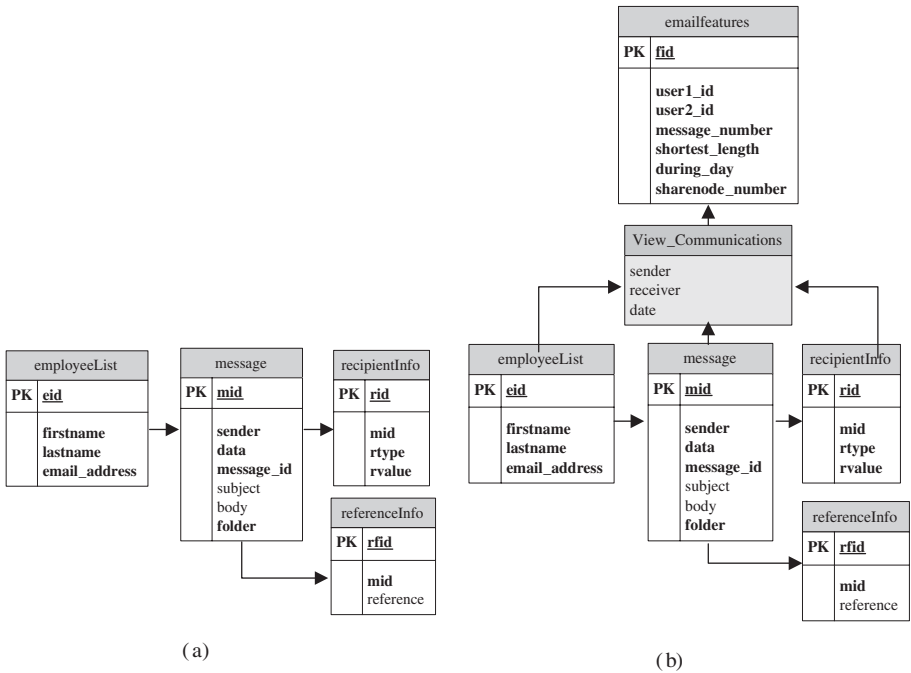 employeeList
PK eid
firstname
lastname
email_address
message
PK mid
sender
data
message_id
subject
body
folder
recipientInfo
PK rid
mid
rtype
rvalue
referenceInfo
PK rfid
mid
reference
(a)
emailfeatures
PK fid
user1_id
user2_id
message_number
shortest_length
during_day
sharenode_number
View_Communications
sender
receiver
date
employeeList
PK eid
firstname
lastname
email_address
message
PK mid
sender
data
message_id
subject
body
folder
recipientInfo
PK rid
mid
rtype
rvalue
referenceInfo
PK rfid
mid
reference
(b)